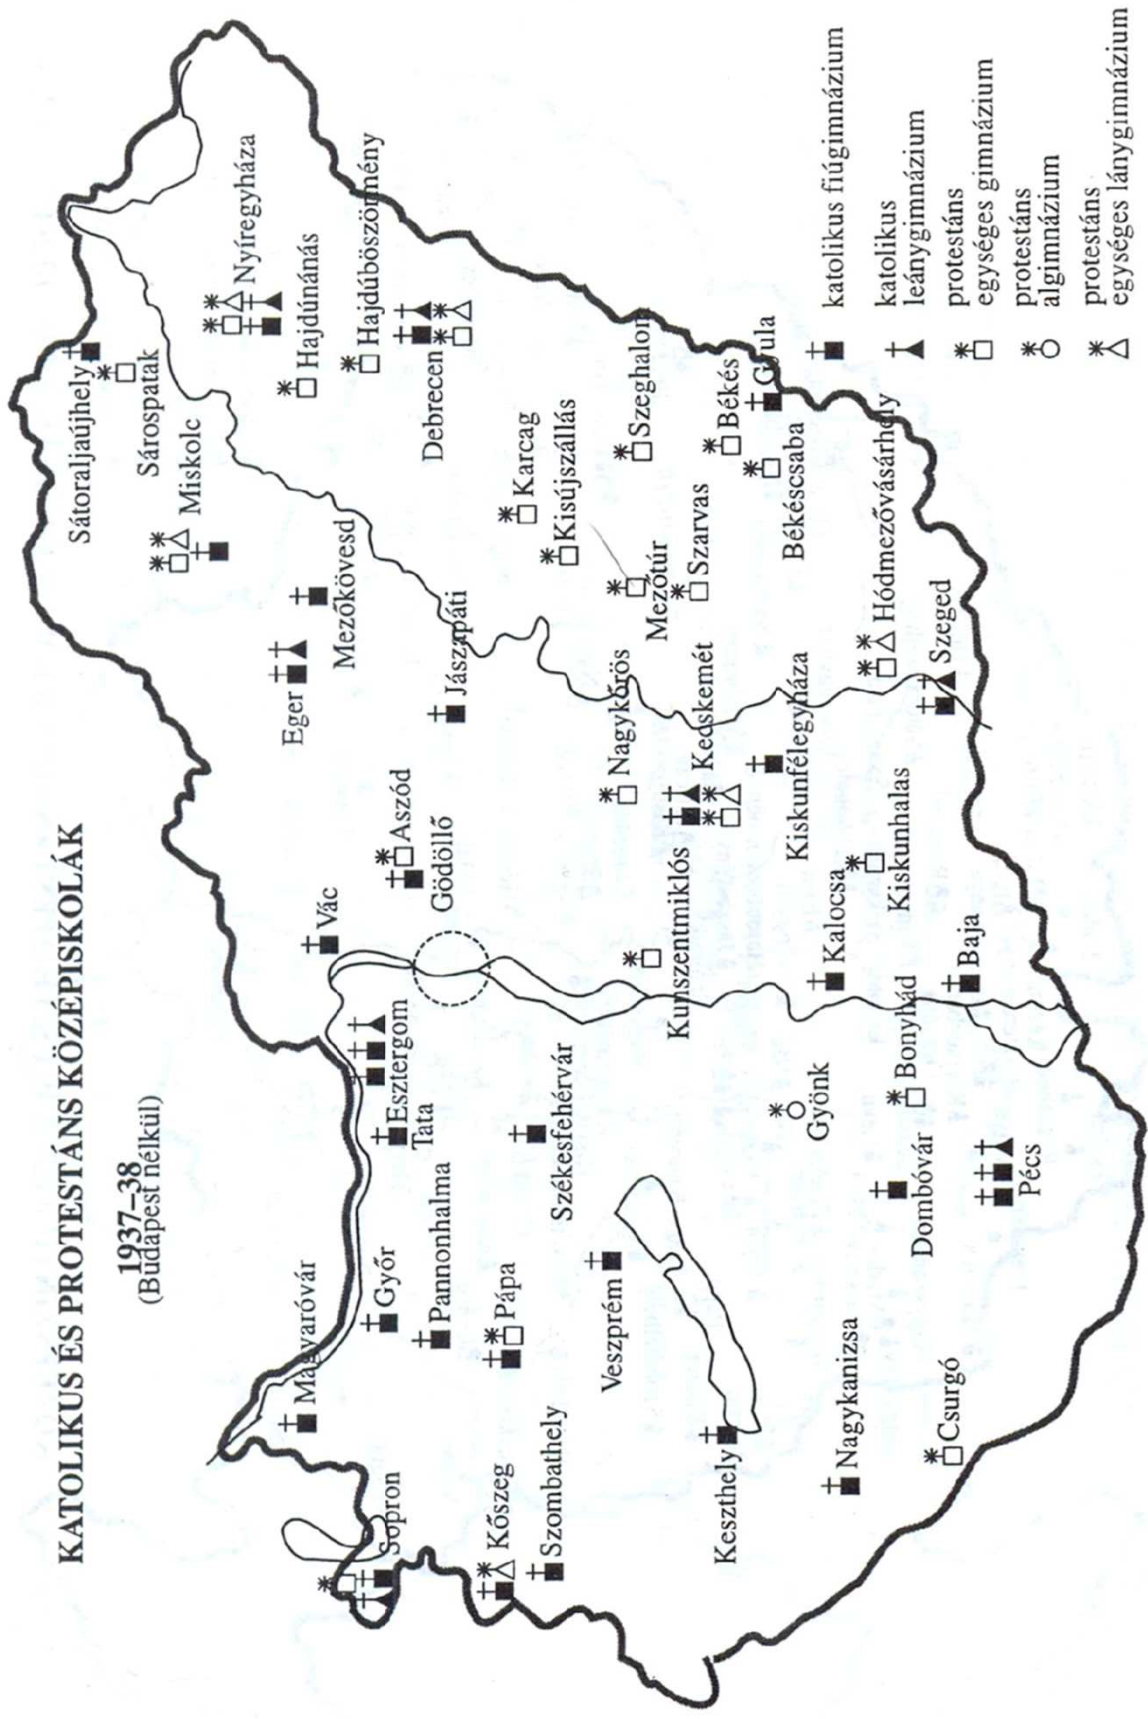 KATOLIKUS ÉS PROTESTÁNS KÖZÉPISKOLÁK
1937–38
(Budapest nélkül)
Sátoraljaújhely
Sárospatak
Miskolc
Nyíregyháza
Hajdúnánás
Hajdúböszörmény
Debrecen
Mezőkövesd
Eger
Jászapáti
Vác
Aszód
Gödöllő
Esztergom
Tata
Magyaróvár
Győr
Pannonhalma
Pápa
Sopron
Kőszeg
Szombathely
Székesfehérvár
Veszprém
Keszthely
Karcag
Kisújszállás
Szeghalom
Mezőtúr
Szarvas
Békés
Gyula
Békéscsaba
Nagykőrös
Kecskemét
Kunszentmiklós
Kiskunfélegyháza
Hódmezővásárhely
Szeged
Kiskunhalas
Kalocsa
Baja
Gyönk
Bonyhád
Dombóvár
Pécs
Nagykanizsa
Csurgó
katolikus fiúgimnázium
katolikus
leánygimnázium
protestáns
egységes gimnázium
protestáns
algimnázium
protestáns
egységes lánygimnázium